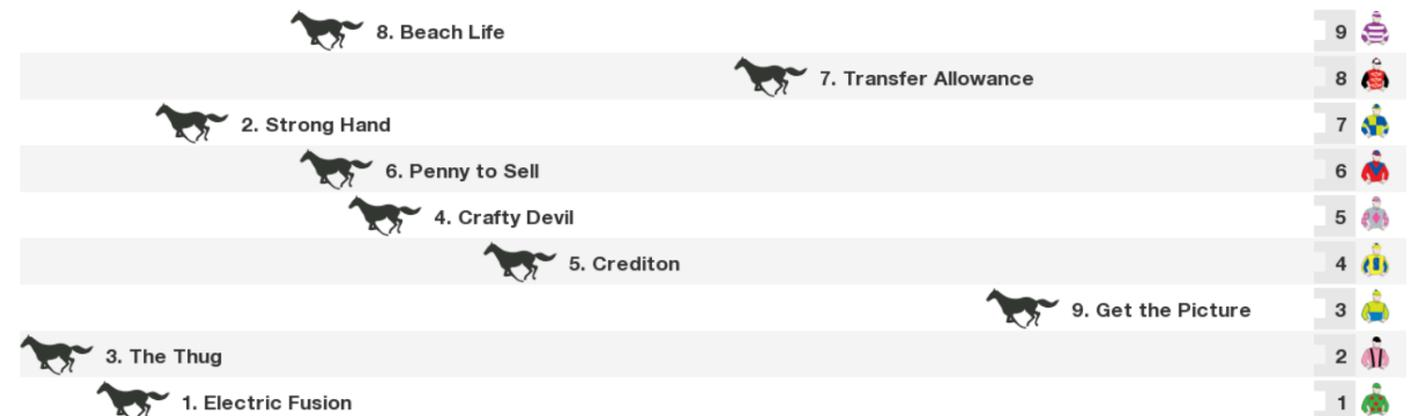 8. Beach Life 9
7. Transfer Allowance 8
2. Strong Hand 7
6. Penny to Sell 6
4. Crafty Devil 5
5. Crediton 4
9. Get the Picture 3
3. The Thug 2
1. Electric Fusion 1